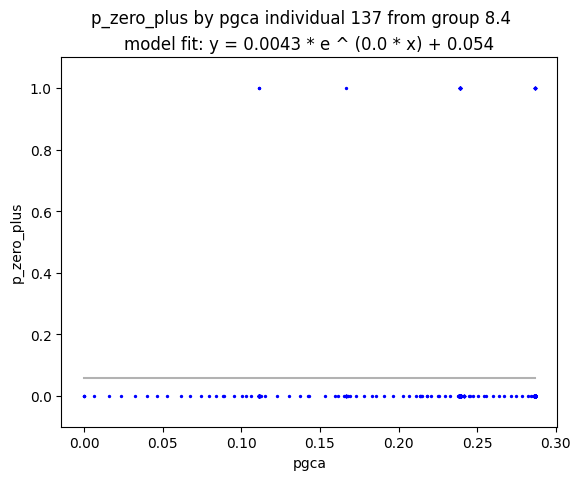 p_zero_plus by pgca individual 137 from group 8.4
model fit: y = 0.0043 * e ^ (0.0 * x) + 0.054
1.0
0.8
0.6
0.4
0.2
0.0
p_zero_plus
0.00 0.05 0.10 0.15 0.20 0.25 0.30
pgca